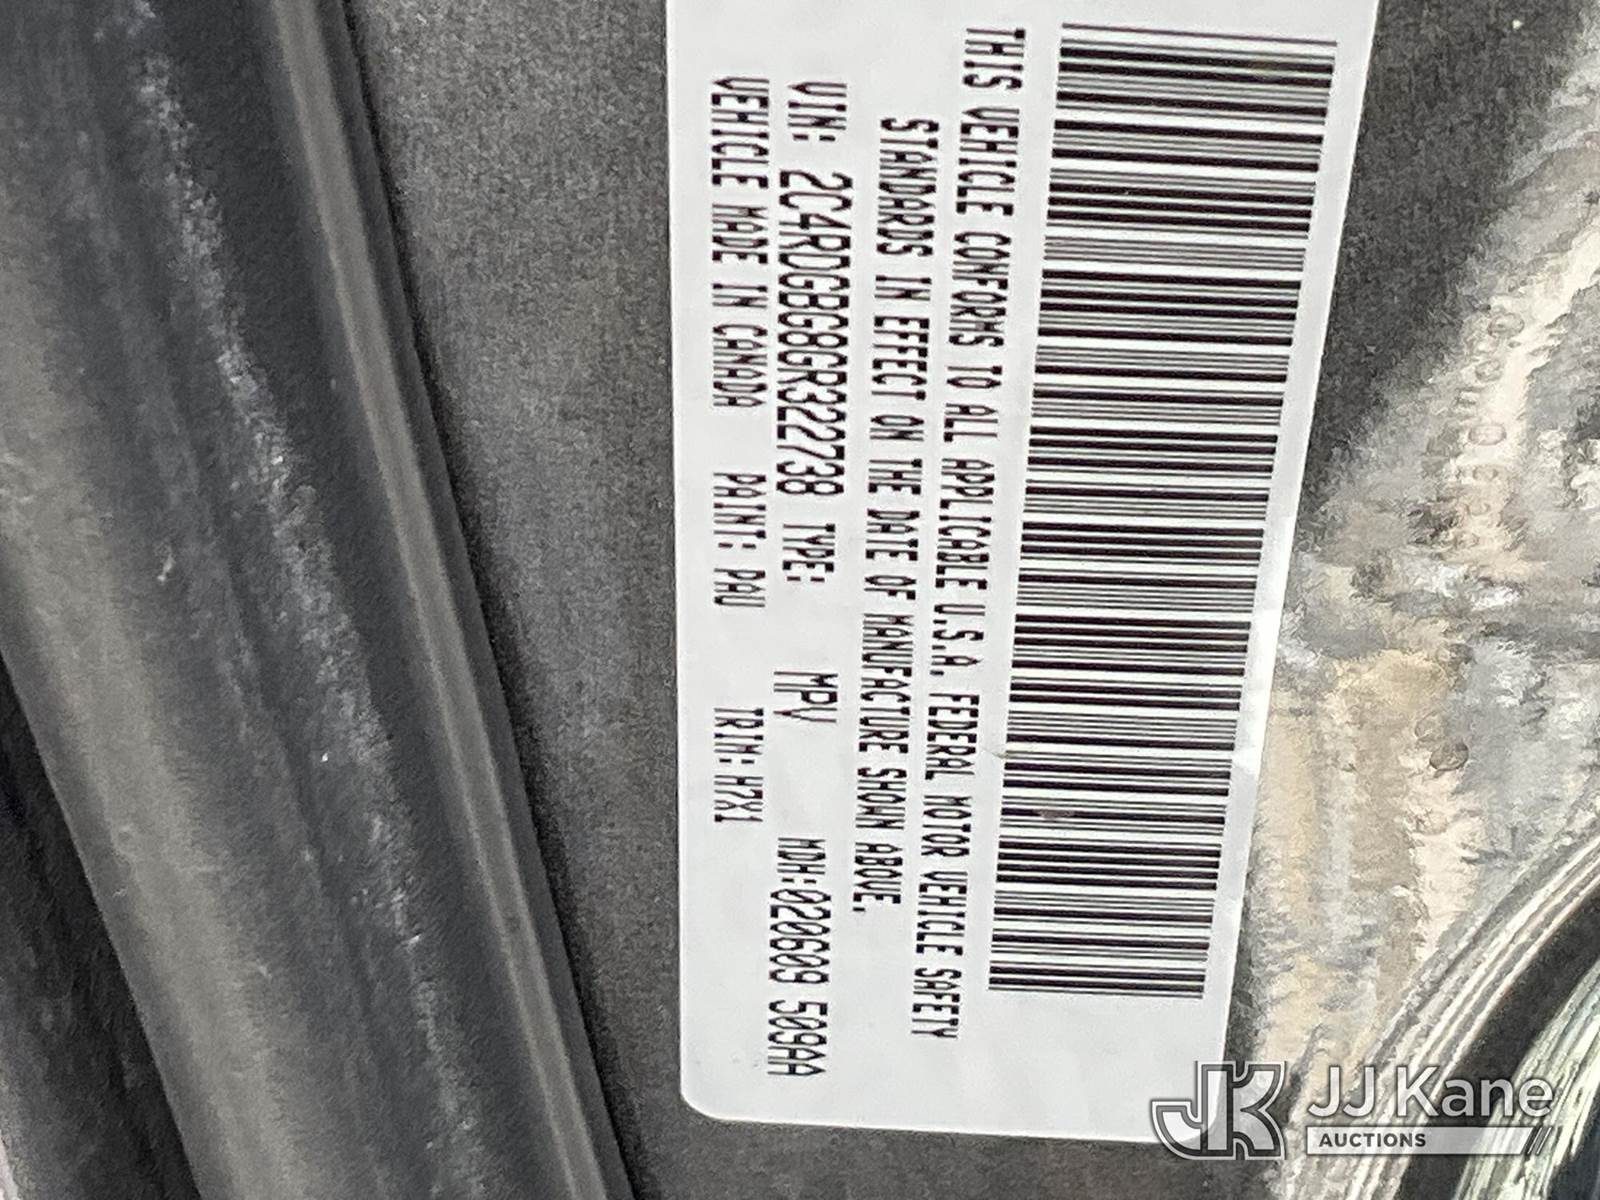 THIS VEHICLE CONFORMS TO ALL APPLICABLE U.S.A. FEDERAL MOTOR VEHICLE SAFETY
STANDARDS IN EFFECT ON THE DATE OF MANUFACTURE SHOWN ABOVE.
VIN: 2C4RDGBG8GR322738 TYPE: MPV MDH:020609 509AA
VEHICLE MADE IN CANADA PAINT: PAU TRIM: H7X1
JK JJ Kane
AUCTIONS